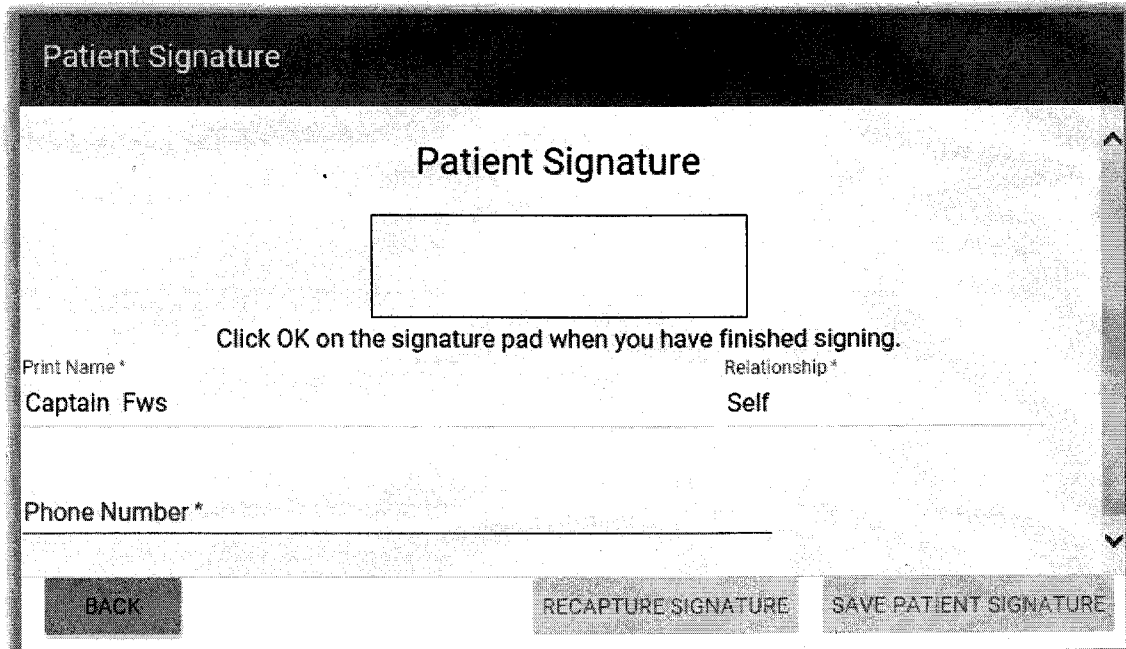 Patient Signature
Patient Signature
Click OK on the signature pad when you have finished signing.
Print Name *
Relationship *
Captain Fws
Self
Phone Number *
BACK
RECAPTURE SIGNATURE
SAVE PATIENT SIGNATURE